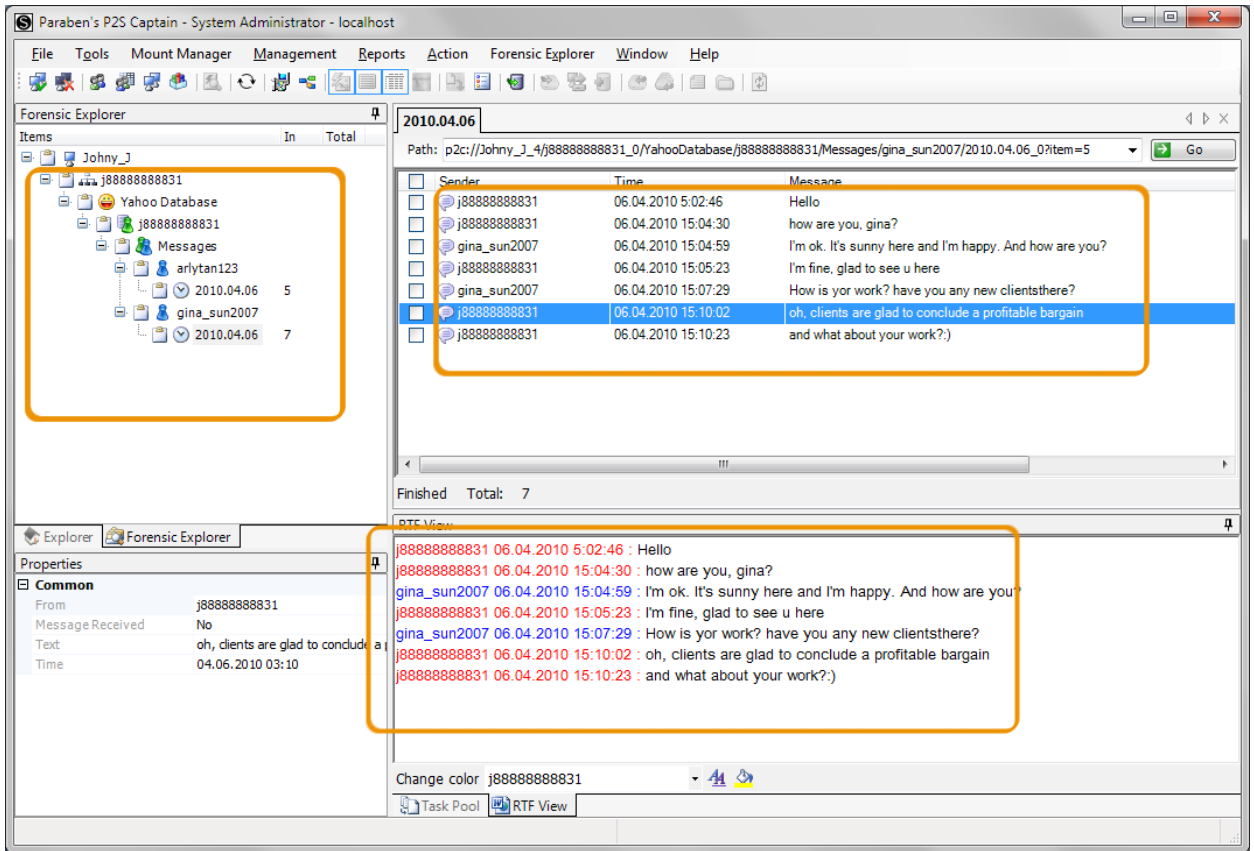 Paraben's P2S Captain - System Administrator - localhost
File Tools Mount Manager Management Reports Action Forensic Explorer Window Help
Forensic Explorer
Items In Total
Johny_J
j88888888831
Yahoo Database
j88888888831
Messages
arlytan123
2010.04.06 5
gina_sun2007
2010.04.06 7
Explorer Forensic Explorer
Properties
Common
From j88888888831
Message Received No
Text oh, clients are glad to conclude a p
Time 04.06.2010 03:10
2010.04.06
Path: p2c://Johny_J_4/j88888888831_0/YahooDatabase/j88888888831/Messages/gina_sun2007/2010.04.06_0?item=5 Go
Sender Time Message
j88888888831 06.04.2010 5:02:46 Hello
j88888888831 06.04.2010 15:04:30 how are you, gina?
gina_sun2007 06.04.2010 15:04:59 I'm ok. It's sunny here and I'm happy. And how are you?
j88888888831 06.04.2010 15:05:23 I'm fine, glad to see u here
gina_sun2007 06.04.2010 15:07:29 How is yor work? have you any new clientsthere?
j88888888831 06.04.2010 15:10:02 oh, clients are glad to conclude a profitable bargain
j88888888831 06.04.2010 15:10:23 and what about your work?:)
Finished Total: 7
RTF View
j88888888831 06.04.2010 5:02:46 : Hello
j88888888831 06.04.2010 15:04:30 : how are you, gina?
gina_sun2007 06.04.2010 15:04:59 : I'm ok. It's sunny here and I'm happy. And how are you?
j88888888831 06.04.2010 15:05:23 : I'm fine, glad to see u here
gina_sun2007 06.04.2010 15:07:29 : How is yor work? have you any new clientsthere?
j88888888831 06.04.2010 15:10:02 : oh, clients are glad to conclude a profitable bargain
j88888888831 06.04.2010 15:10:23 : and what about your work?:)
Change color j88888888831
Task Pool RTF View